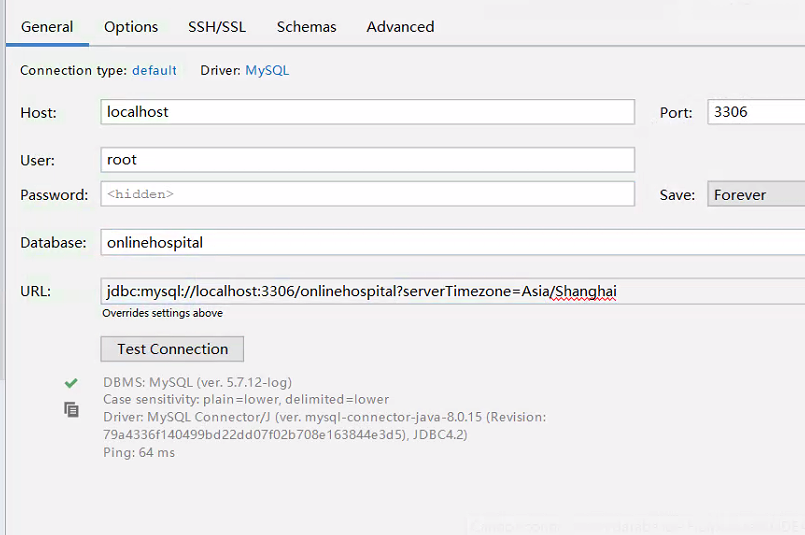 General Options SSH/SSL Schemas Advanced
Connection type: default Driver: MySQL
Host: localhost Port: 3306
User: root
Password: <hidden> Save: Forever
Database: onlinehospital
URL: jdbc:mysql://localhost:3306/onlinehospital?serverTimezone=Asia/Shanghai
Overrides settings above
Test Connection
DBMS: MySQL (ver. 5.7.12-log)
Case sensitivity: plain=lower, delimited=lower
Driver: MySQL Connector/J (ver. mysql-connector-java-8.0.15 (Revision:
79a4336f140499bd22dd07f02b708e163844e3d5), JDBC4.2)
Ping: 64 ms